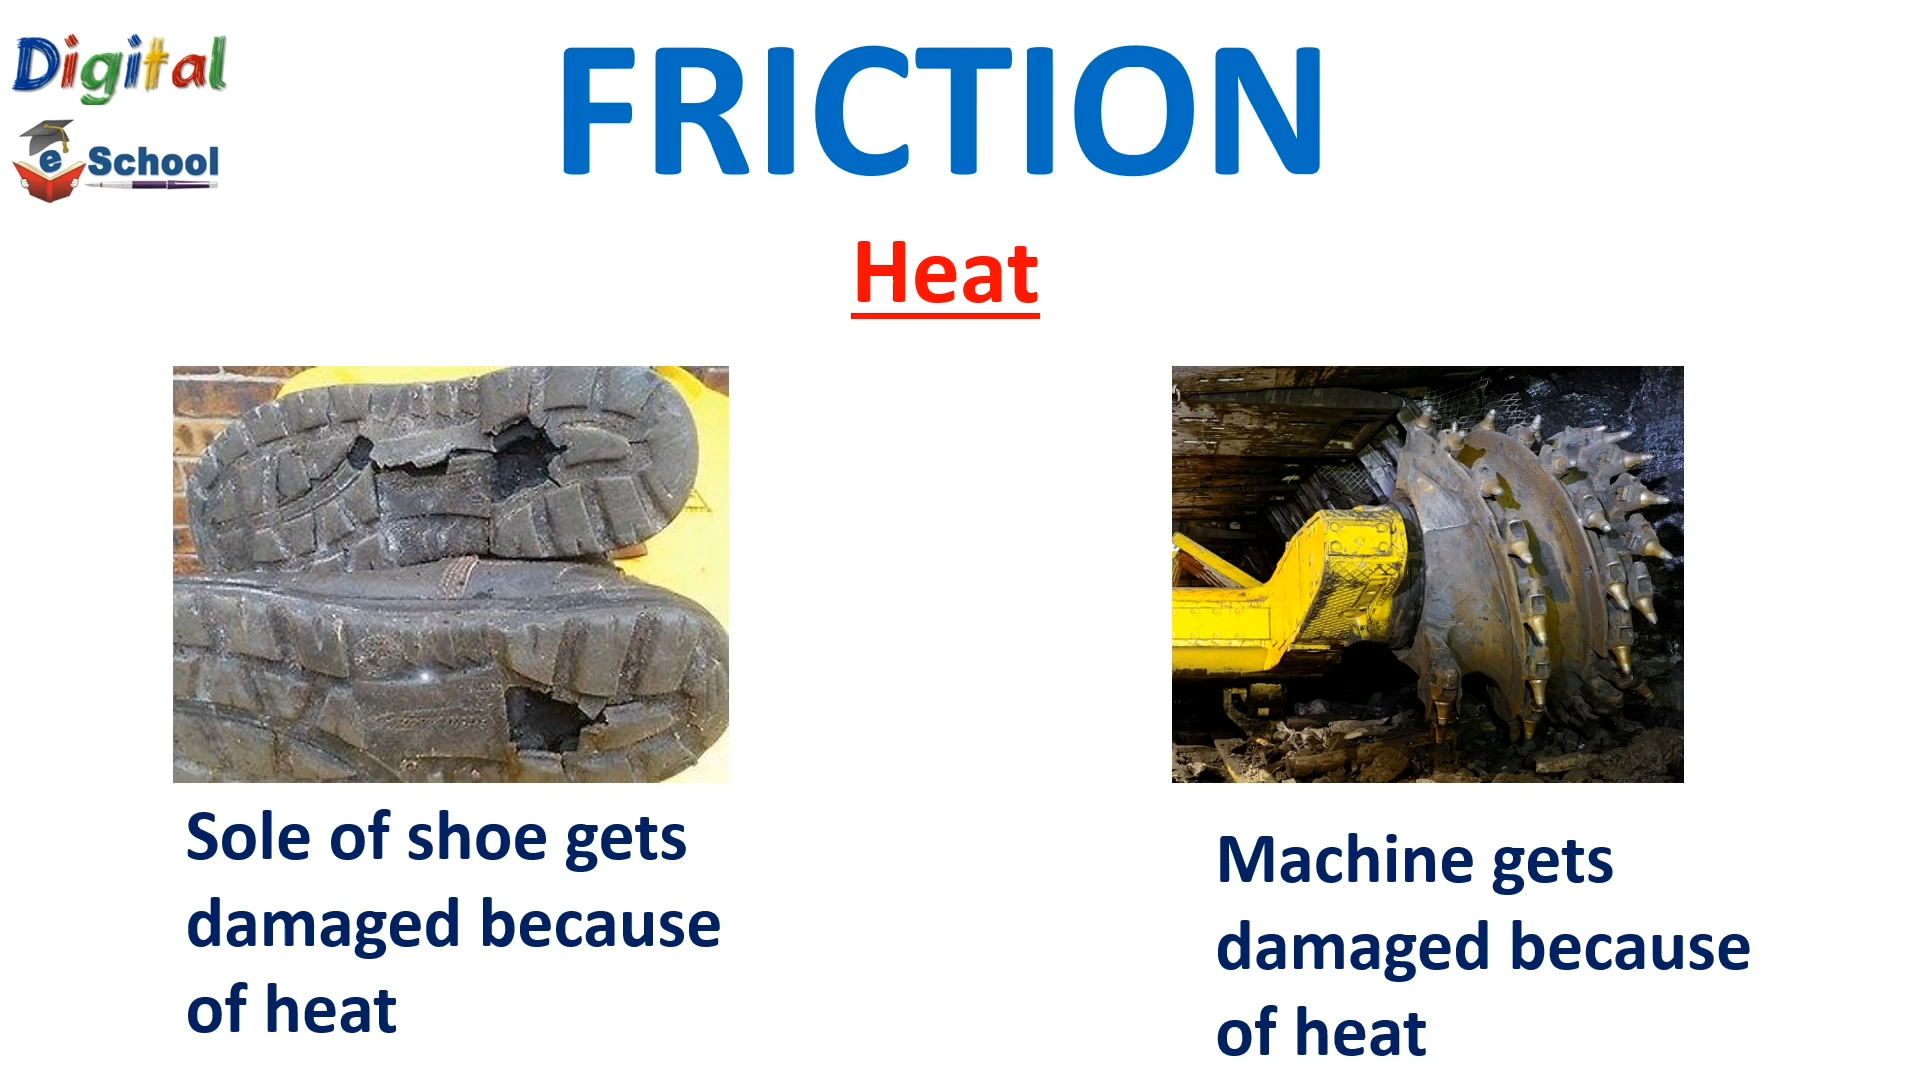 Digital
e School
FRICTION
Heat
Sole of shoe gets
damaged because
of heat
Machine gets
damaged because
of heat